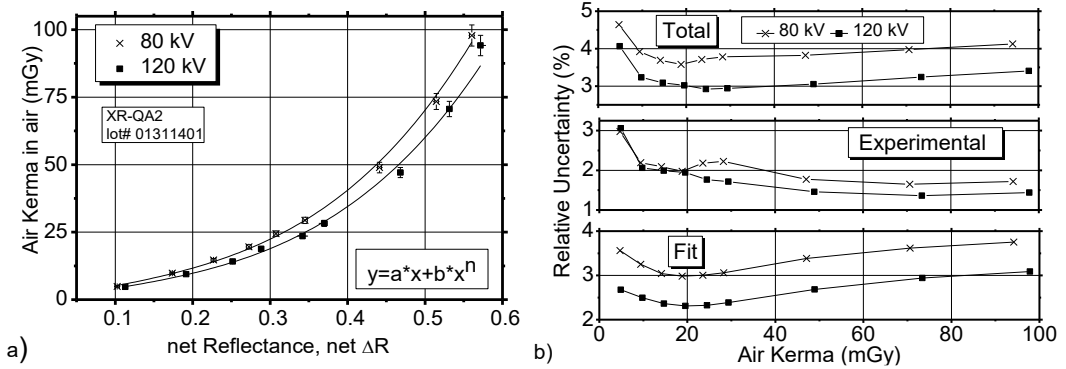 100
75
50
25
0
Air Kerma in air (mGy)
80 kV
120 kV
XR-QA2
lot# 01311401
y=a*x+b*x^n
0.1 0.2 0.3 0.4 0.5 0.6
net Reflectance, net ΔR
a)
5
4
3
Total
80 kV 120 kV
3
2
1
Experimental
4
3
2
Fit
Relative Uncertainty (%)
0 20 40 60 80 100
Air Kerma (mGy)
b)